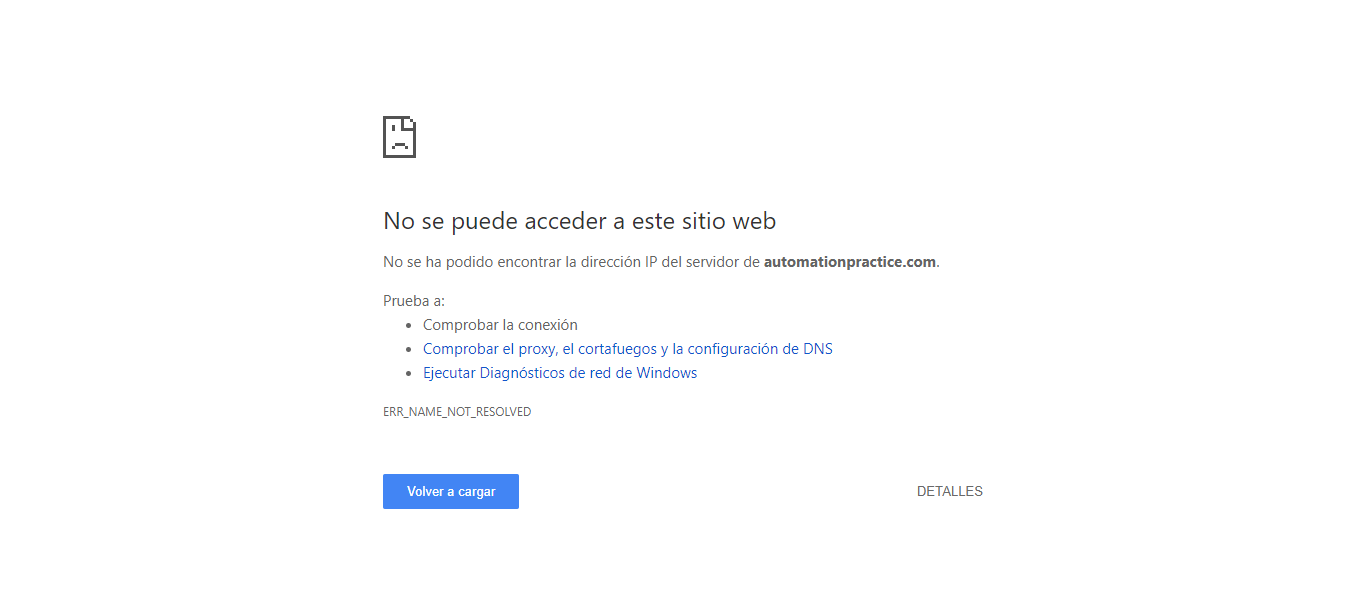 No se puede acceder a este sitio web
No se ha podido encontrar la dirección IP del servidor de automationpractice.com.
Prueba a:
Comprobar la conexión
Comprobar el proxy, el cortafuegos y la configuración de DNS
Ejecutar Diagnósticos de red de Windows
ERR_NAME_NOT_RESOLVED
Volver a cargar
DETALLES